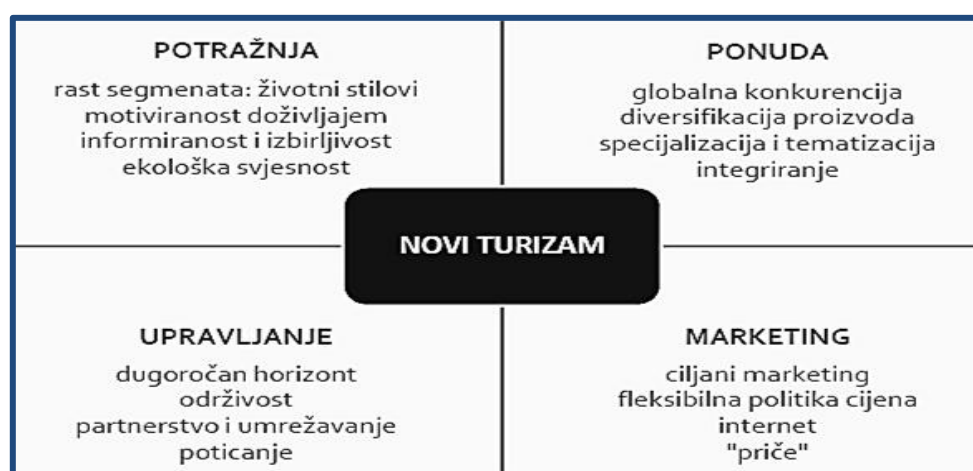 POTRAŽNJA
rast segmenata: životni stilovi
motiviranost doživljajem
informiranost i izbirljivost
ekološka svjesnost
PONUDA
globalna konkurencija
diversifikacija proizvoda
specijalizacija i tematizacija
integriranje
NOVI TURIZAM
UPRAVLJANJE
dugoročan horizont
održivost
partnerstvo i umrežavanje
poticanje
MARKETING
ciljani marketing
fleksibilna politika cijena
internet
"priče"